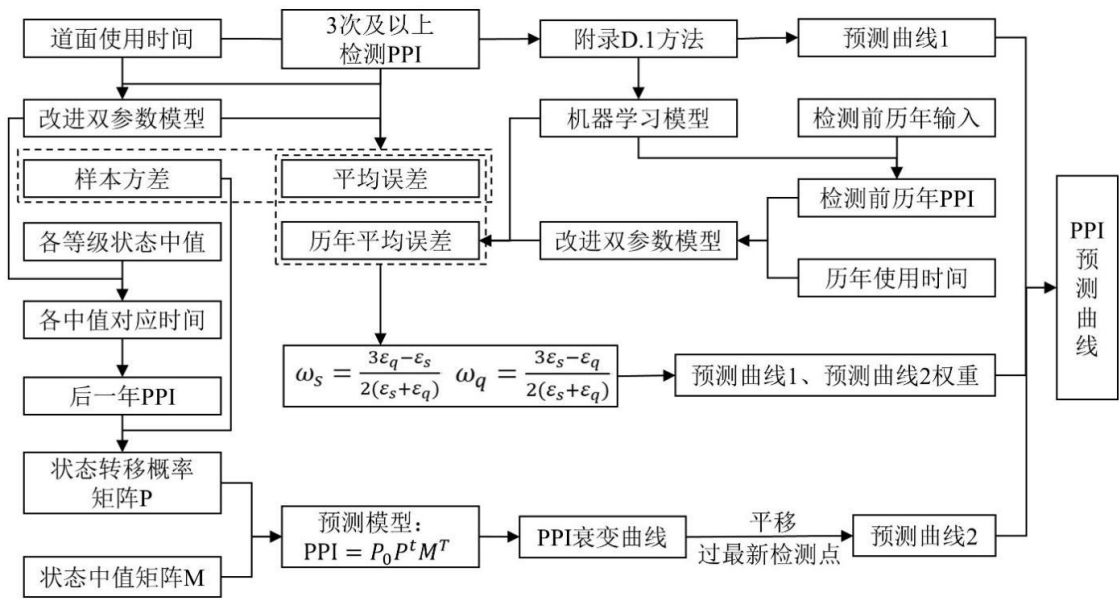 道面使用时间
3次及以上
检测PPI
附录D.1方法
预测曲线1
改进双参数模型
机器学习模型
检测前历年输入
样本方差
平均误差
检测前历年PPI
各等级状态中值
历年平均误差
改进双参数模型
历年使用时间
各中值对应时间
PPI
预
测
曲
线
ω_s = (3ε_q−ε_s)/(2(ε_s+ε_q)) ω_q = (3ε_s−ε_q)/(2(ε_s+ε_q))
预测曲线1、预测曲线2权重
后一年PPI
状态转移概率
矩阵P
预测模型：
PPI = P₀PᵗMᵀ
PPI衰变曲线
平移
过最新检测点
预测曲线2
状态中值矩阵M